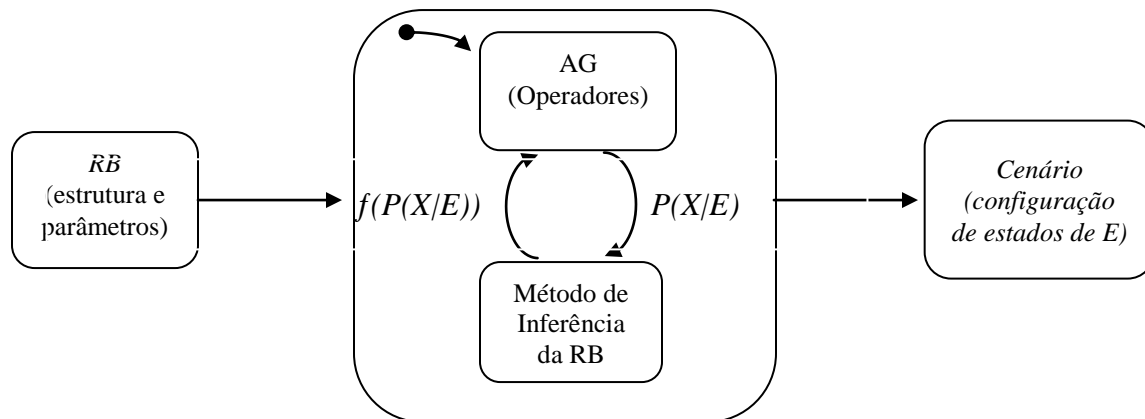 RB
(estrutura e
parâmetros)
AG
(Operadores)
f(P(X/E))
P(X/E)
Método de
Inferência
da RB
Cenário
(configuração
de estados de E)